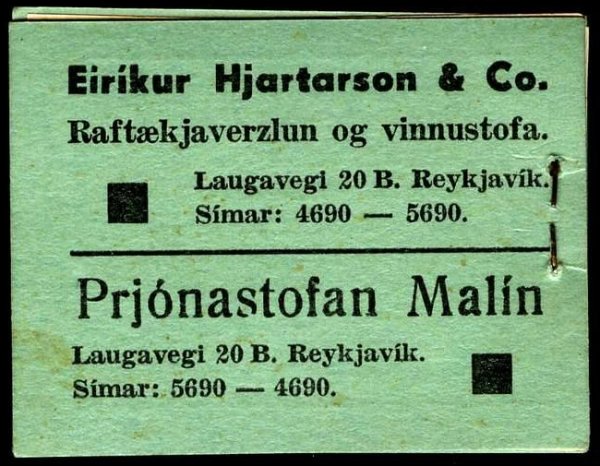 Eiríkur Hjartarson & Co.
Raftækjaverzlun og vinnustofa.
Laugavegi 20 B. Reykjavík.
Símar: 4690 — 5690.
Prjónastofan Malín
Laugavegi 20 B. Reykjavík.
Símar: 5690 — 4690.